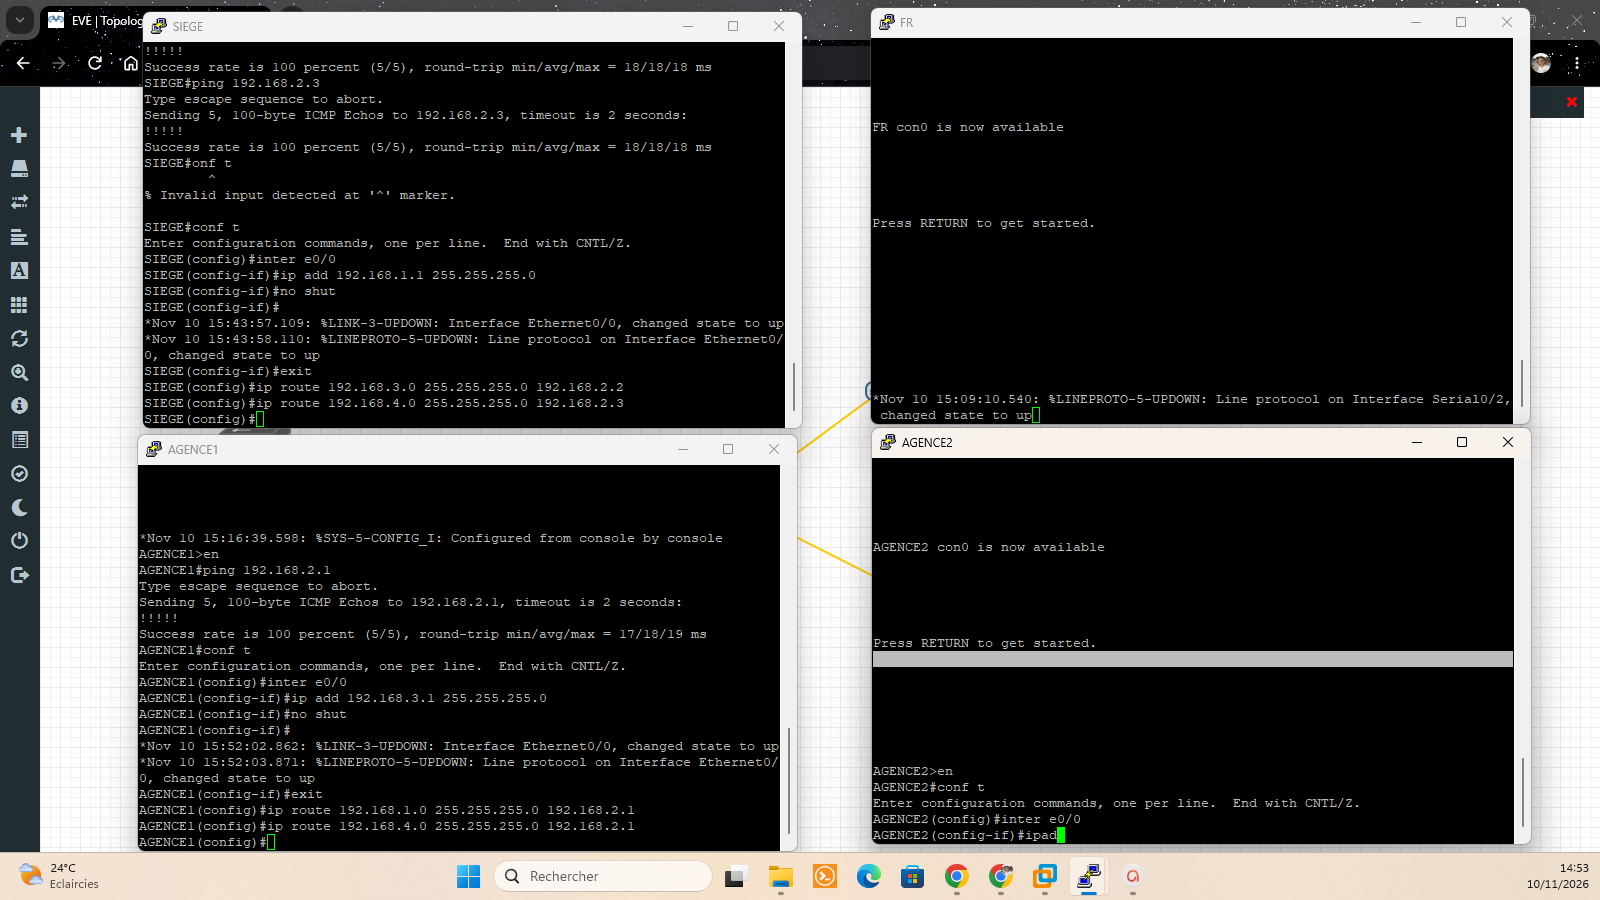 EVE | Topolog
SIEGE
!!!!!
Success rate is 100 percent (5/5), round-trip min/avg/max = 18/18/18 ms
SIEGE#ping 192.168.2.3
Type escape sequence to abort.
Sending 5, 100-byte ICMP Echos to 192.168.2.3, timeout is 2 seconds:
!!!!!
Success rate is 100 percent (5/5), round-trip min/avg/max = 18/18/18 ms
SIEGE#onf t
^
% Invalid input detected at '^' marker.
SIEGE#conf t
Enter configuration commands, one per line.  End with CNTL/Z.
SIEGE(config)#inter e0/0
SIEGE(config-if)#ip add 192.168.1.1 255.255.255.0
SIEGE(config-if)#no shut
SIEGE(config-if)#
*Nov 10 15:43:57.109: %LINK-3-UPDOWN: Interface Ethernet0/0, changed state to up
*Nov 10 15:43:58.110: %LINEPROTO-5-UPDOWN: Line protocol on Interface Ethernet0/
0, changed state to up
SIEGE(config-if)#exit
SIEGE(config)#ip route 192.168.3.0 255.255.255.0 192.168.2.2
SIEGE(config)#ip route 192.168.4.0 255.255.255.0 192.168.2.3
SIEGE(config)#
FR
FR con0 is now available
Press RETURN to get started.
*Nov 10 15:09:10.540: %LINEPROTO-5-UPDOWN: Line protocol on Interface Serial0/2,
changed state to up
AGENCE1
*Nov 10 15:16:39.598: %SYS-5-CONFIG_I: Configured from console by console
AGENCE1>en
AGENCE1#ping 192.168.2.1
Type escape sequence to abort.
Sending 5, 100-byte ICMP Echos to 192.168.2.1, timeout is 2 seconds:
!!!!!
Success rate is 100 percent (5/5), round-trip min/avg/max = 17/18/19 ms
AGENCE1#conf t
Enter configuration commands, one per line.  End with CNTL/Z.
AGENCE1(config)#inter e0/0
AGENCE1(config-if)#ip add 192.168.3.1 255.255.255.0
AGENCE1(config-if)#no shut
AGENCE1(config-if)#
*Nov 10 15:52:02.862: %LINK-3-UPDOWN: Interface Ethernet0/0, changed state to up
*Nov 10 15:52:03.871: %LINEPROTO-5-UPDOWN: Line protocol on Interface Ethernet0/
0, changed state to up
AGENCE1(config-if)#exit
AGENCE1(config)#ip route 192.168.1.0 255.255.255.0 192.168.2.1
AGENCE1(config)#ip route 192.168.4.0 255.255.255.0 192.168.2.1
AGENCE1(config)#
AGENCE2
AGENCE2 con0 is now available
Press RETURN to get started.
AGENCE2>en
AGENCE2#conf t
Enter configuration commands, one per line.  End with CNTL/Z.
AGENCE2(config)#inter e0/0
AGENCE2(config-if)#ipad
24°C
Eclaircies
Rechercher
14:53
10/11/2026